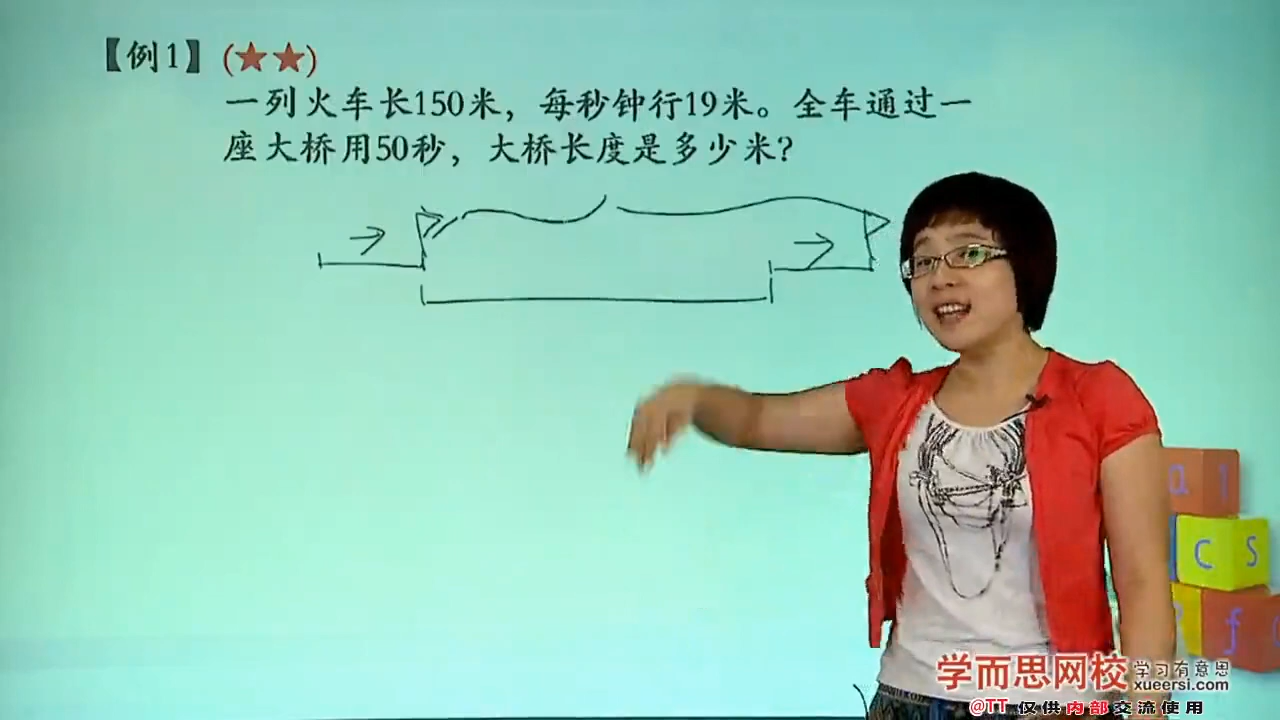 【例1】(★★)
一列火车长150米，每秒钟行19米。全车通过一
座大桥用50秒，大桥长度是多少米？
a 1
c s
f
学而思网校 学习有意思
xueersi.com
@TT 仅供内部交流使用